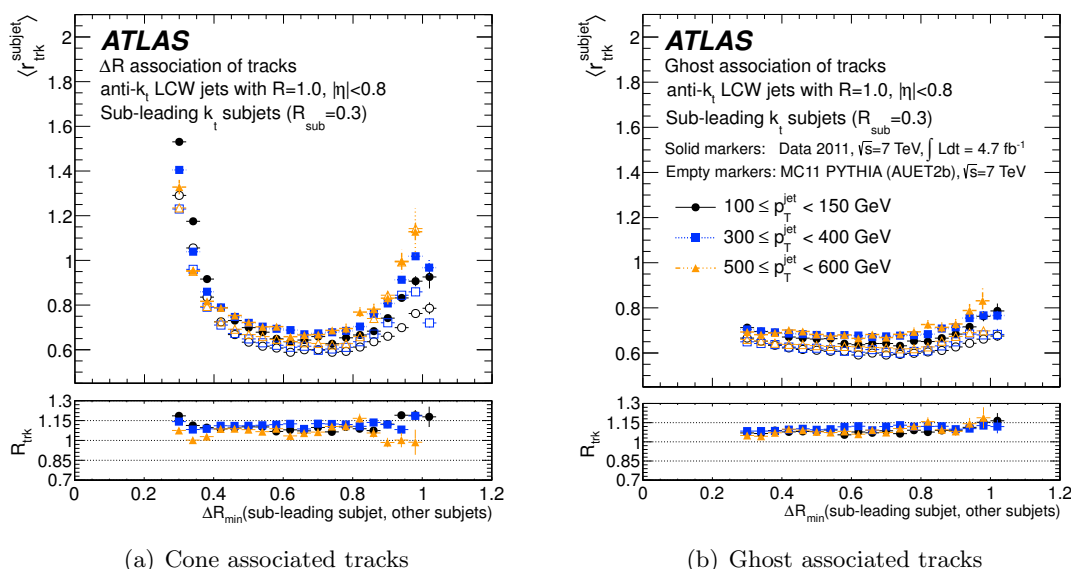 ⟨r_trk^subjet⟩
2
1.8
1.6
1.4
1.2
1
0.8
0.6
ATLAS
ΔR association of tracks
anti-k_t LCW jets with R=1.0, |η|<0.8
Sub-leading k_t subjets (R_sub=0.3)
R_trk
1.3
1.15
1
0.85
0.7
0 0.2 0.4 0.6 0.8 1 1.2
ΔR_min(sub-leading subjet, other subjets)
(a) Cone associated tracks
⟨r_trk^subjet⟩
2
1.8
1.6
1.4
1.2
1
0.8
0.6
ATLAS
Ghost association of tracks
anti-k_t LCW jets with R=1.0, |η|<0.8
Sub-leading k_t subjets (R_sub=0.3)
Solid markers: Data 2011, √s=7 TeV, ∫ Ldt = 4.7 fb⁻¹
Empty markers: MC11 PYTHIA (AUET2b), √s=7 TeV
100 ≤ p_T^jet < 150 GeV
300 ≤ p_T^jet < 400 GeV
500 ≤ p_T^jet < 600 GeV
R_trk
1.3
1.15
1
0.85
0.7
0 0.2 0.4 0.6 0.8 1 1.2
ΔR_min(sub-leading subjet, other subjets)
(b) Ghost associated tracks